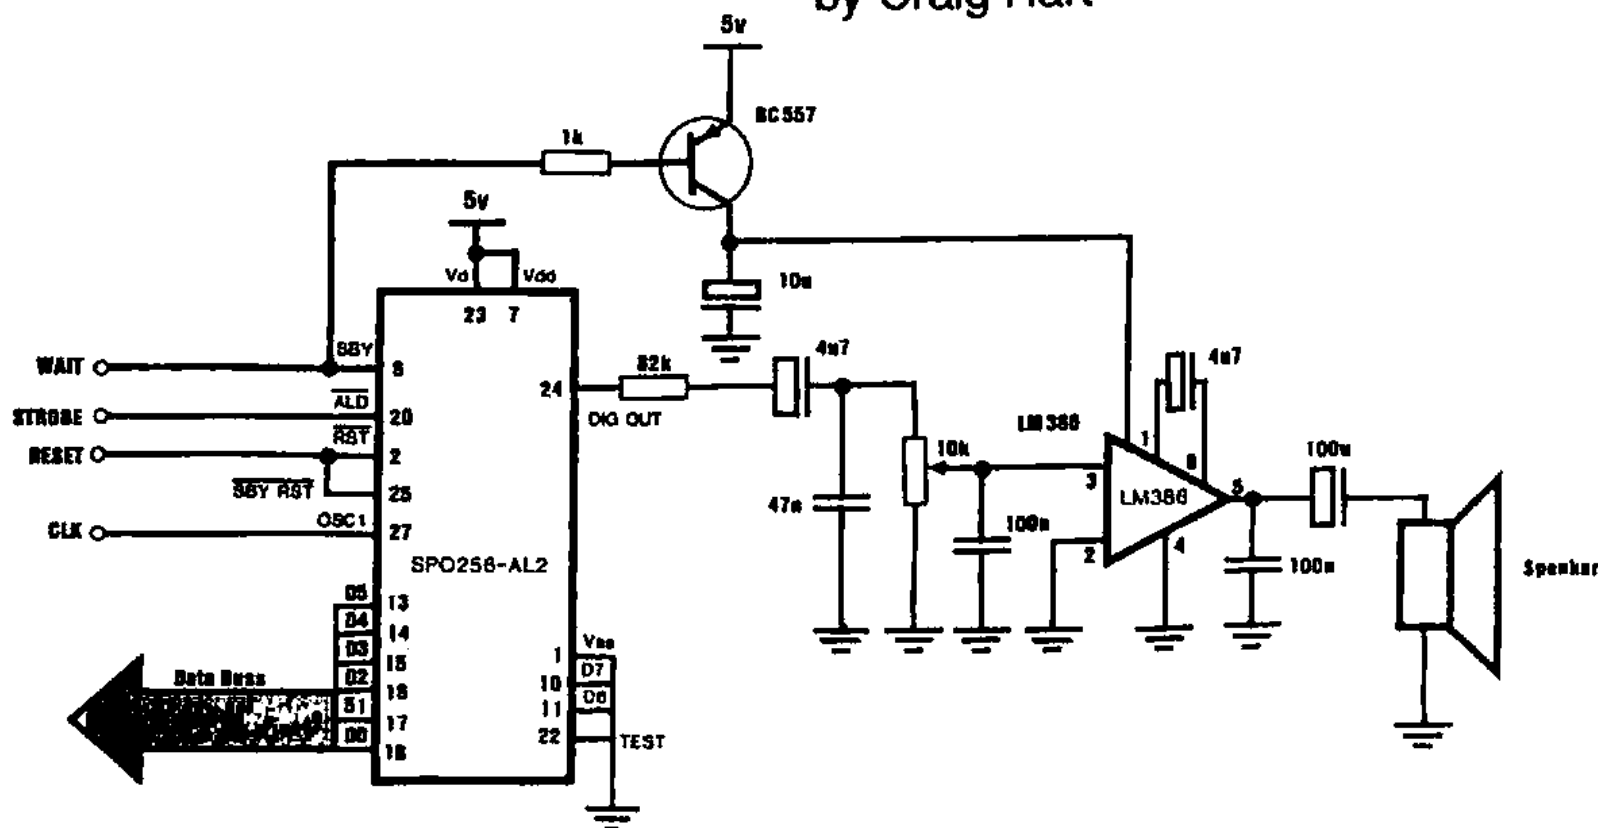 by Craig Hart
5v
BC557
1k
5v
Vd
Vdd
10u
23
7
WAIT
SBY
8
82k
4u7
4u7
24
DIG OUT
STROBE
ALD
20
RESET
RST
2
SBY RST
25
CLK
OSC1
27
SPO256-AL2
LM386
10k
1
8
100u
3
LM386
5
47n
100n
2
4
100n
Speaker
D5
13
D4
14
D3
15
D2
16
17
D0
18
Data Buss
Vss
1
D7
10
D6
11
22
TEST